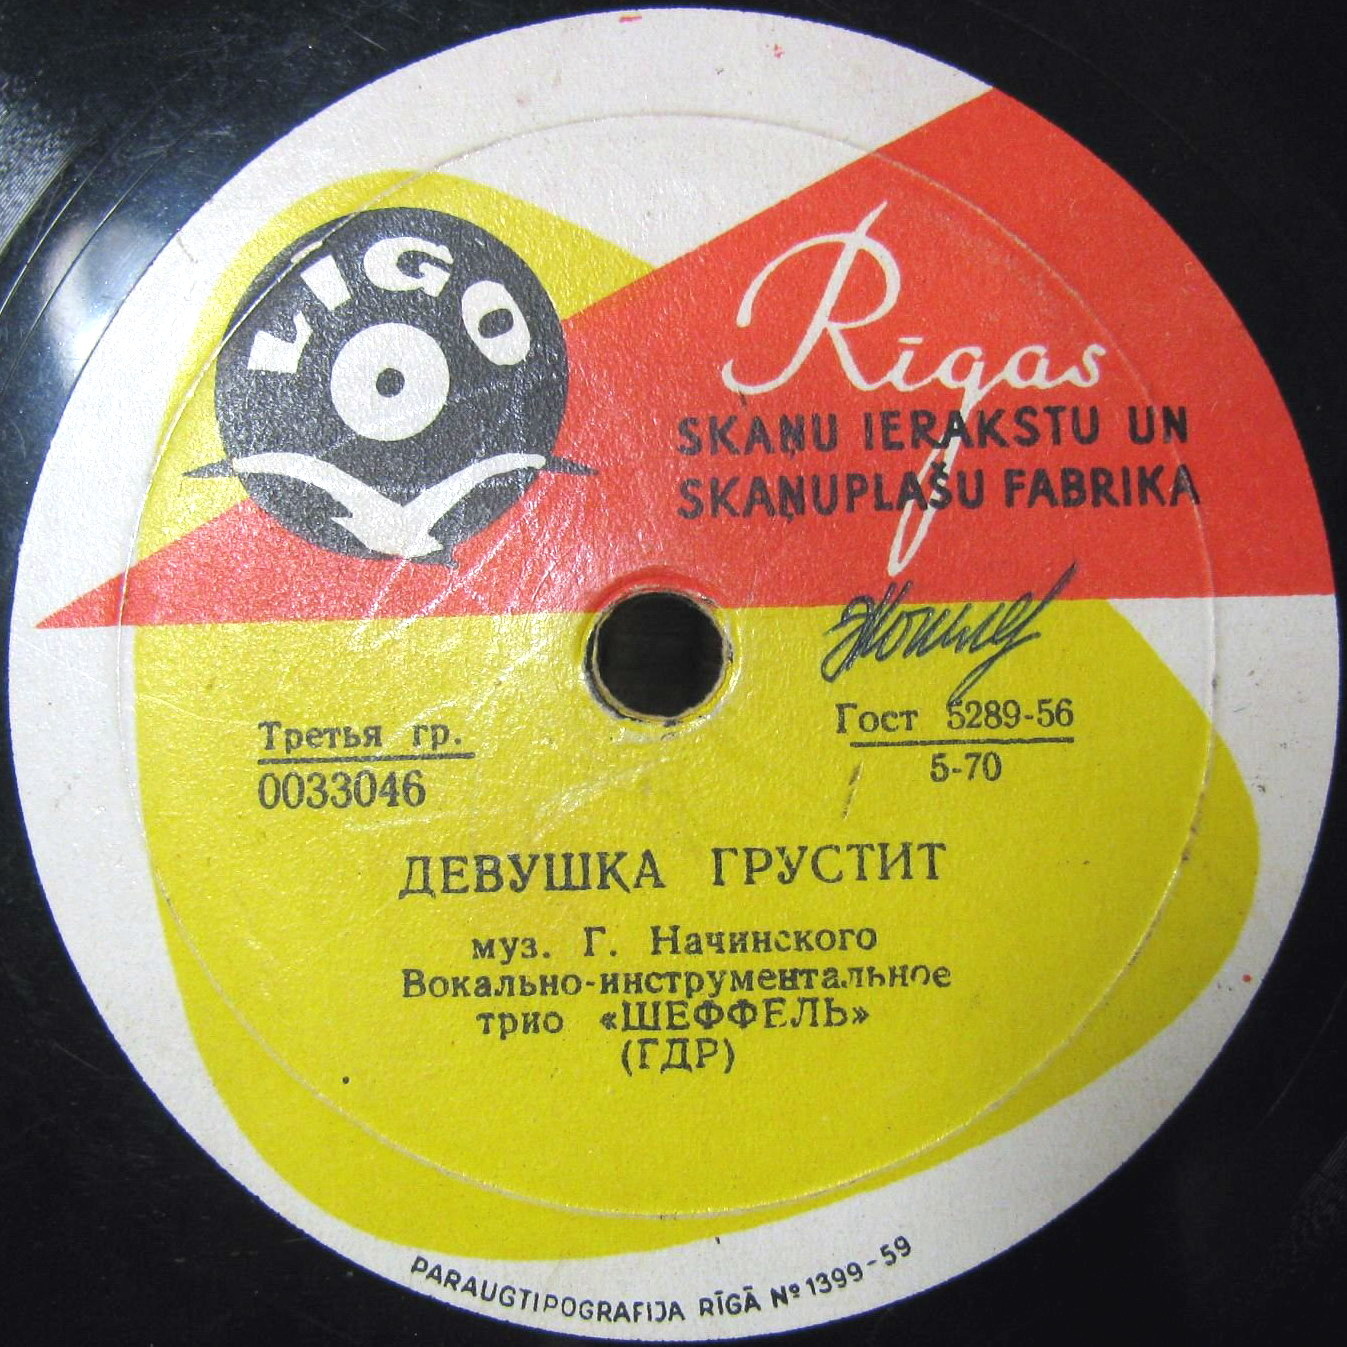 LĪGO
Rīgas
SKAŅU IERAKSTU UN
SKAŅUPLAŠU FABRIKA
Третья гр.
0033046
Гост 5289-56
5-70
ДЕВУШКА ГРУСТИТ
муз. Г. Начинского
Вокально-инструментальное
трио «ШЕФФЕЛЬ»
(ГДР)
PARAUGTIPOGRAFIJA RĪGĀ № 1399-59